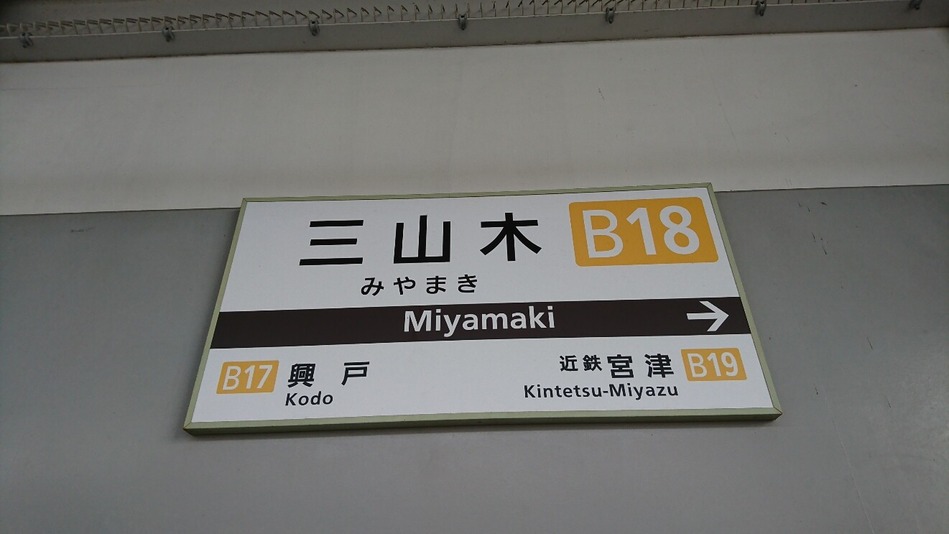 三山木 B18
みやまき
Miyamaki →
B17 興戸 近鉄宮津 B19
Kodo Kintetsu-Miyazu